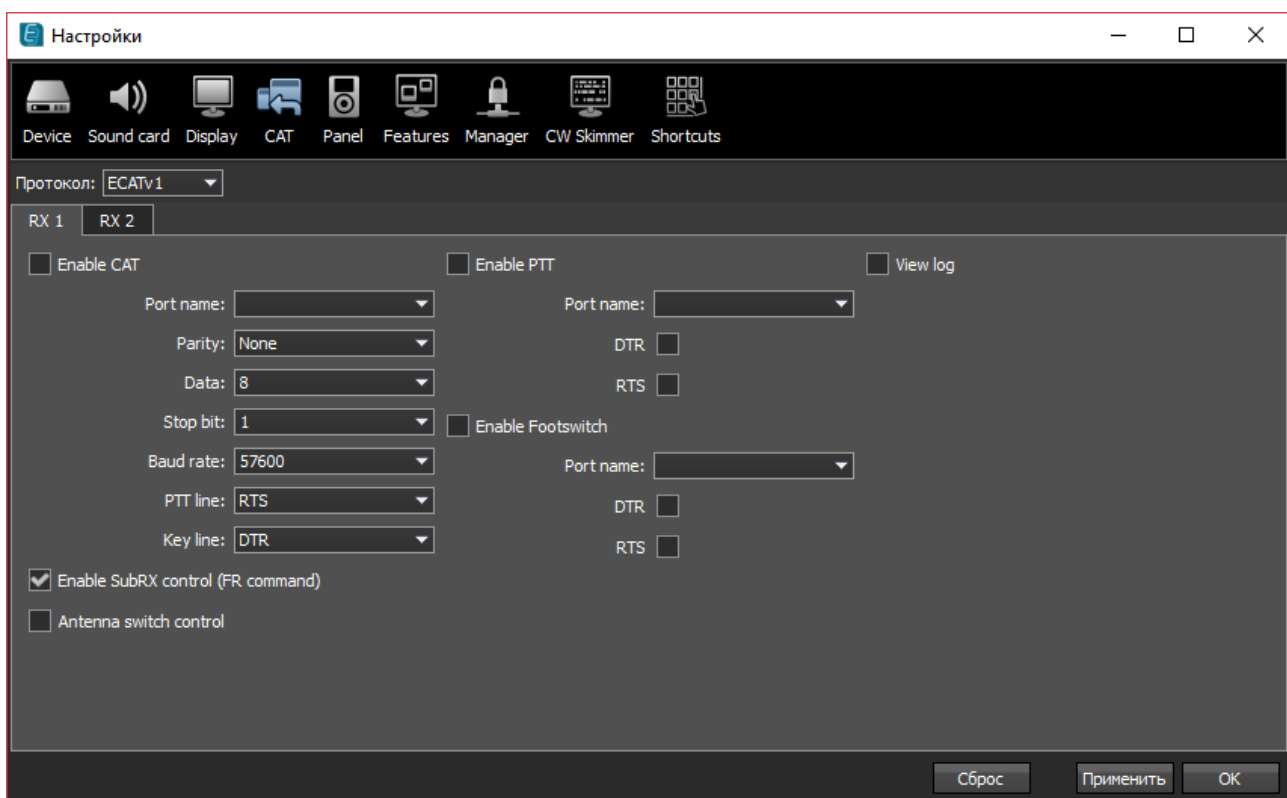 Настройки
Device Sound card Display CAT Panel Features Manager CW Skimmer Shortcuts
Протокол: ECATv1
RX 1 RX 2
Enable CAT Enable PTT View log
Port name: Port name:
Parity: None DTR
Data: 8 RTS
Stop bit: 1 Enable Footswitch
Baud rate: 57600 Port name:
PTT line: RTS DTR
Key line: DTR RTS
Enable SubRX control (FR command)
Antenna switch control
Сброс Применить OK